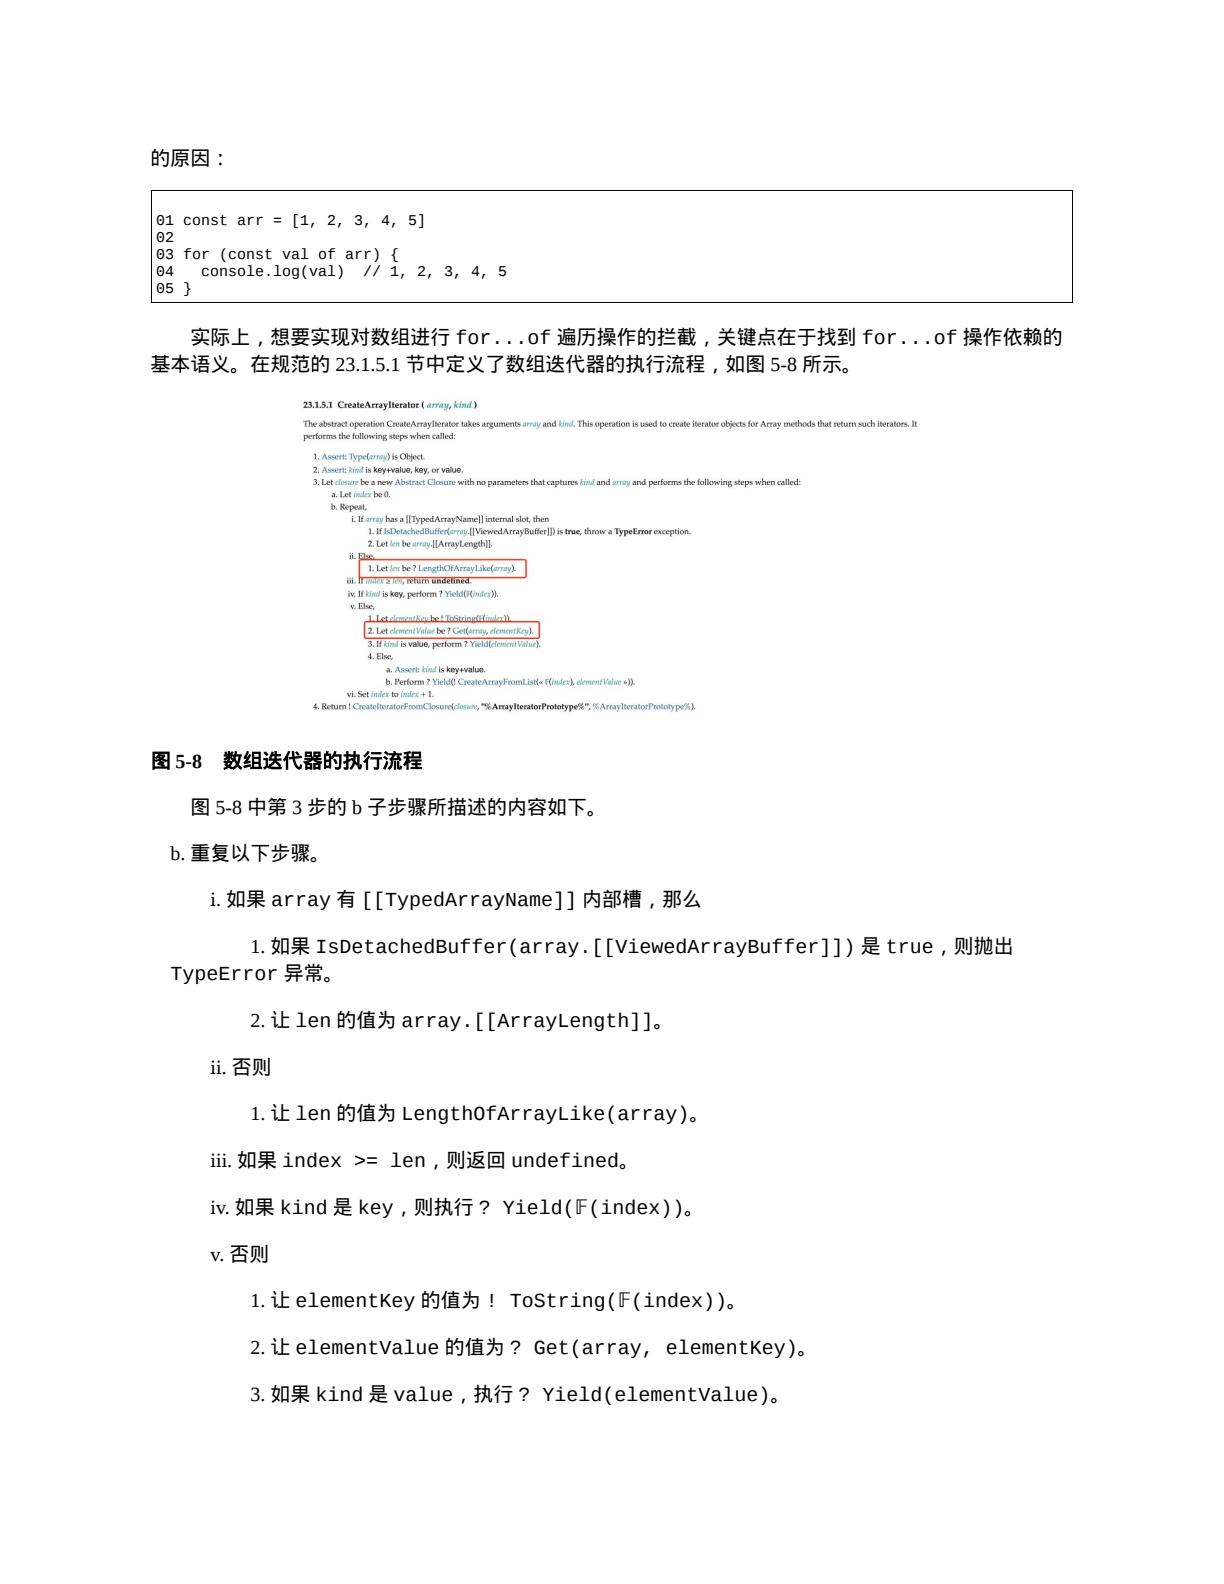 的原因：
01 const arr = [1, 2, 3, 4, 5]
02
03 for (const val of arr) {
04   console.log(val)  // 1, 2, 3, 4, 5
05 }
实际上，想要实现对数组进行 for...of 遍历操作的拦截，关键点在于找到 for...of 操作依赖的
基本语义。在规范的 23.1.5.1 节中定义了数组迭代器的执行流程，如图 5-8 所示。
23.1.5.1 CreateArrayIterator ( array, kind )
The abstract operation CreateArrayIterator takes arguments array and kind. This operation is used to create iterator objects for Array methods that return such iterators. It
performs the following steps when called:
1. Assert: Type(array) is Object.
2. Assert: kind is key+value, key, or value.
3. Let closure be a new Abstract Closure with no parameters that captures kind and array and performs the following steps when called:
a. Let index be 0.
b. Repeat,
i. If array has a [[TypedArrayName]] internal slot, then
1. If IsDetachedBuffer(array.[[ViewedArrayBuffer]]) is true, throw a TypeError exception.
2. Let len be array.[[ArrayLength]].
ii. Else,
1. Let len be ? LengthOfArrayLike(array).
iii. If index ≥ len, return undefined.
iv. If kind is key, perform ? Yield(𝔽(index)).
v. Else,
1. Let elementKey be ! ToString(𝔽(index)).
2. Let elementValue be ? Get(array, elementKey).
3. If kind is value, perform ? Yield(elementValue).
4. Else,
a. Assert: kind is key+value.
b. Perform ? Yield(! CreateArrayFromList(« 𝔽(index), elementValue »)).
vi. Set index to index + 1.
4. Return ! CreateIteratorFromClosure(closure, "%ArrayIteratorPrototype%", %ArrayIteratorPrototype%).
图 5-8　数组迭代器的执行流程
图 5-8 中第 3 步的 b 子步骤所描述的内容如下。
b. 重复以下步骤。
i. 如果 array 有 [[TypedArrayName]] 内部槽，那么
1. 如果 IsDetachedBuffer(array.[[ViewedArrayBuffer]]) 是 true，则抛出
TypeError 异常。
2. 让 len 的值为 array.[[ArrayLength]]。
ii. 否则
1. 让 len 的值为 LengthOfArrayLike(array)。
iii. 如果 index >= len，则返回 undefined。
iv. 如果 kind 是 key，则执行 ? Yield(𝔽(index))。
v. 否则
1. 让 elementKey 的值为 ! ToString(𝔽(index))。
2. 让 elementValue 的值为 ? Get(array, elementKey)。
3. 如果 kind 是 value，执行 ? Yield(elementValue)。